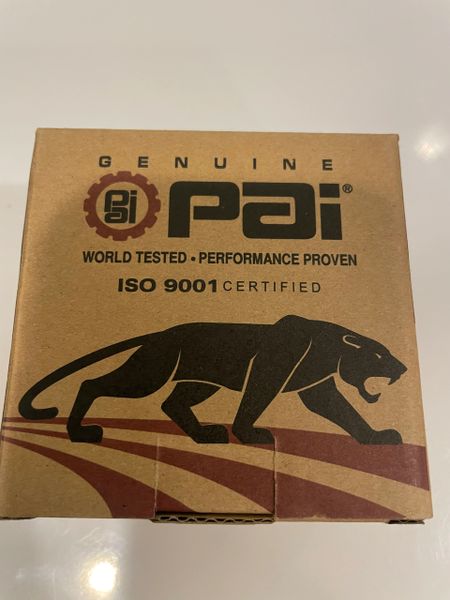 GENUINE
Pai pai®
WORLD TESTED • PERFORMANCE PROVEN
ISO 9001 CERTIFIED